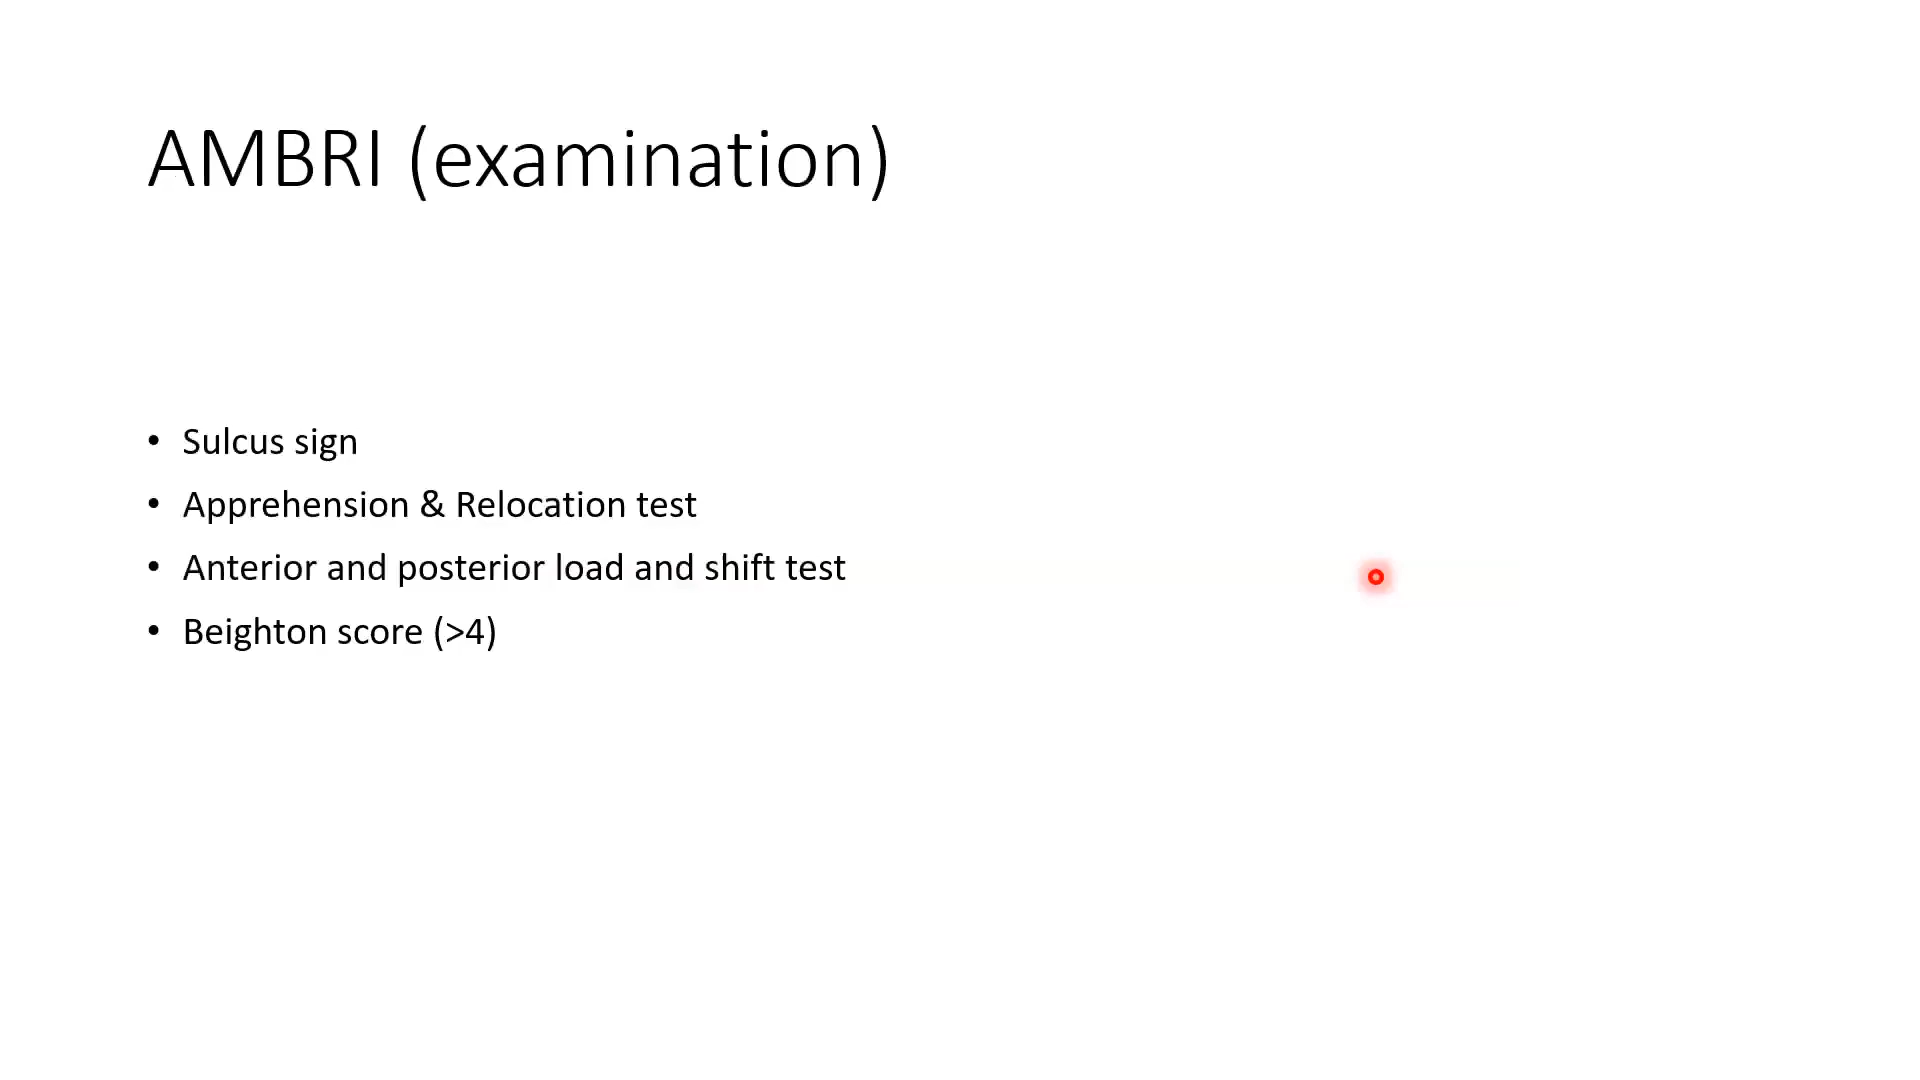 AMBRI (examination)
• Sulcus sign
• Apprehension & Relocation test
• Anterior and posterior load and shift test
• Beighton score (>4)